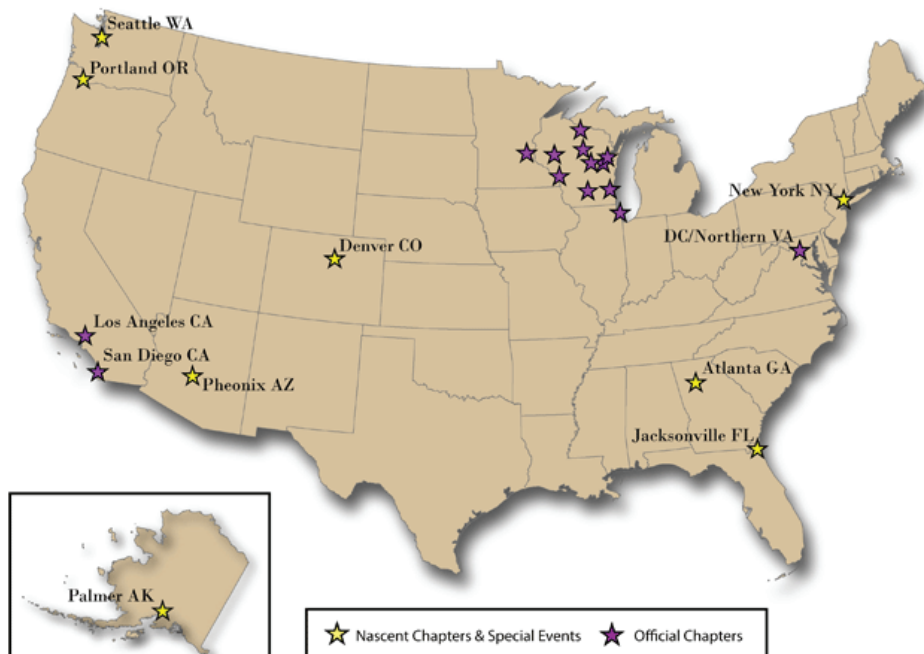 Seattle WA
Portland OR
New York NY
DC/Northern VA
Denver CO
Los Angeles CA
San Diego CA
Pheonix AZ
Atlanta GA
Jacksonville FL
Palmer AK
Nascent Chapters & Special Events
Official Chapters